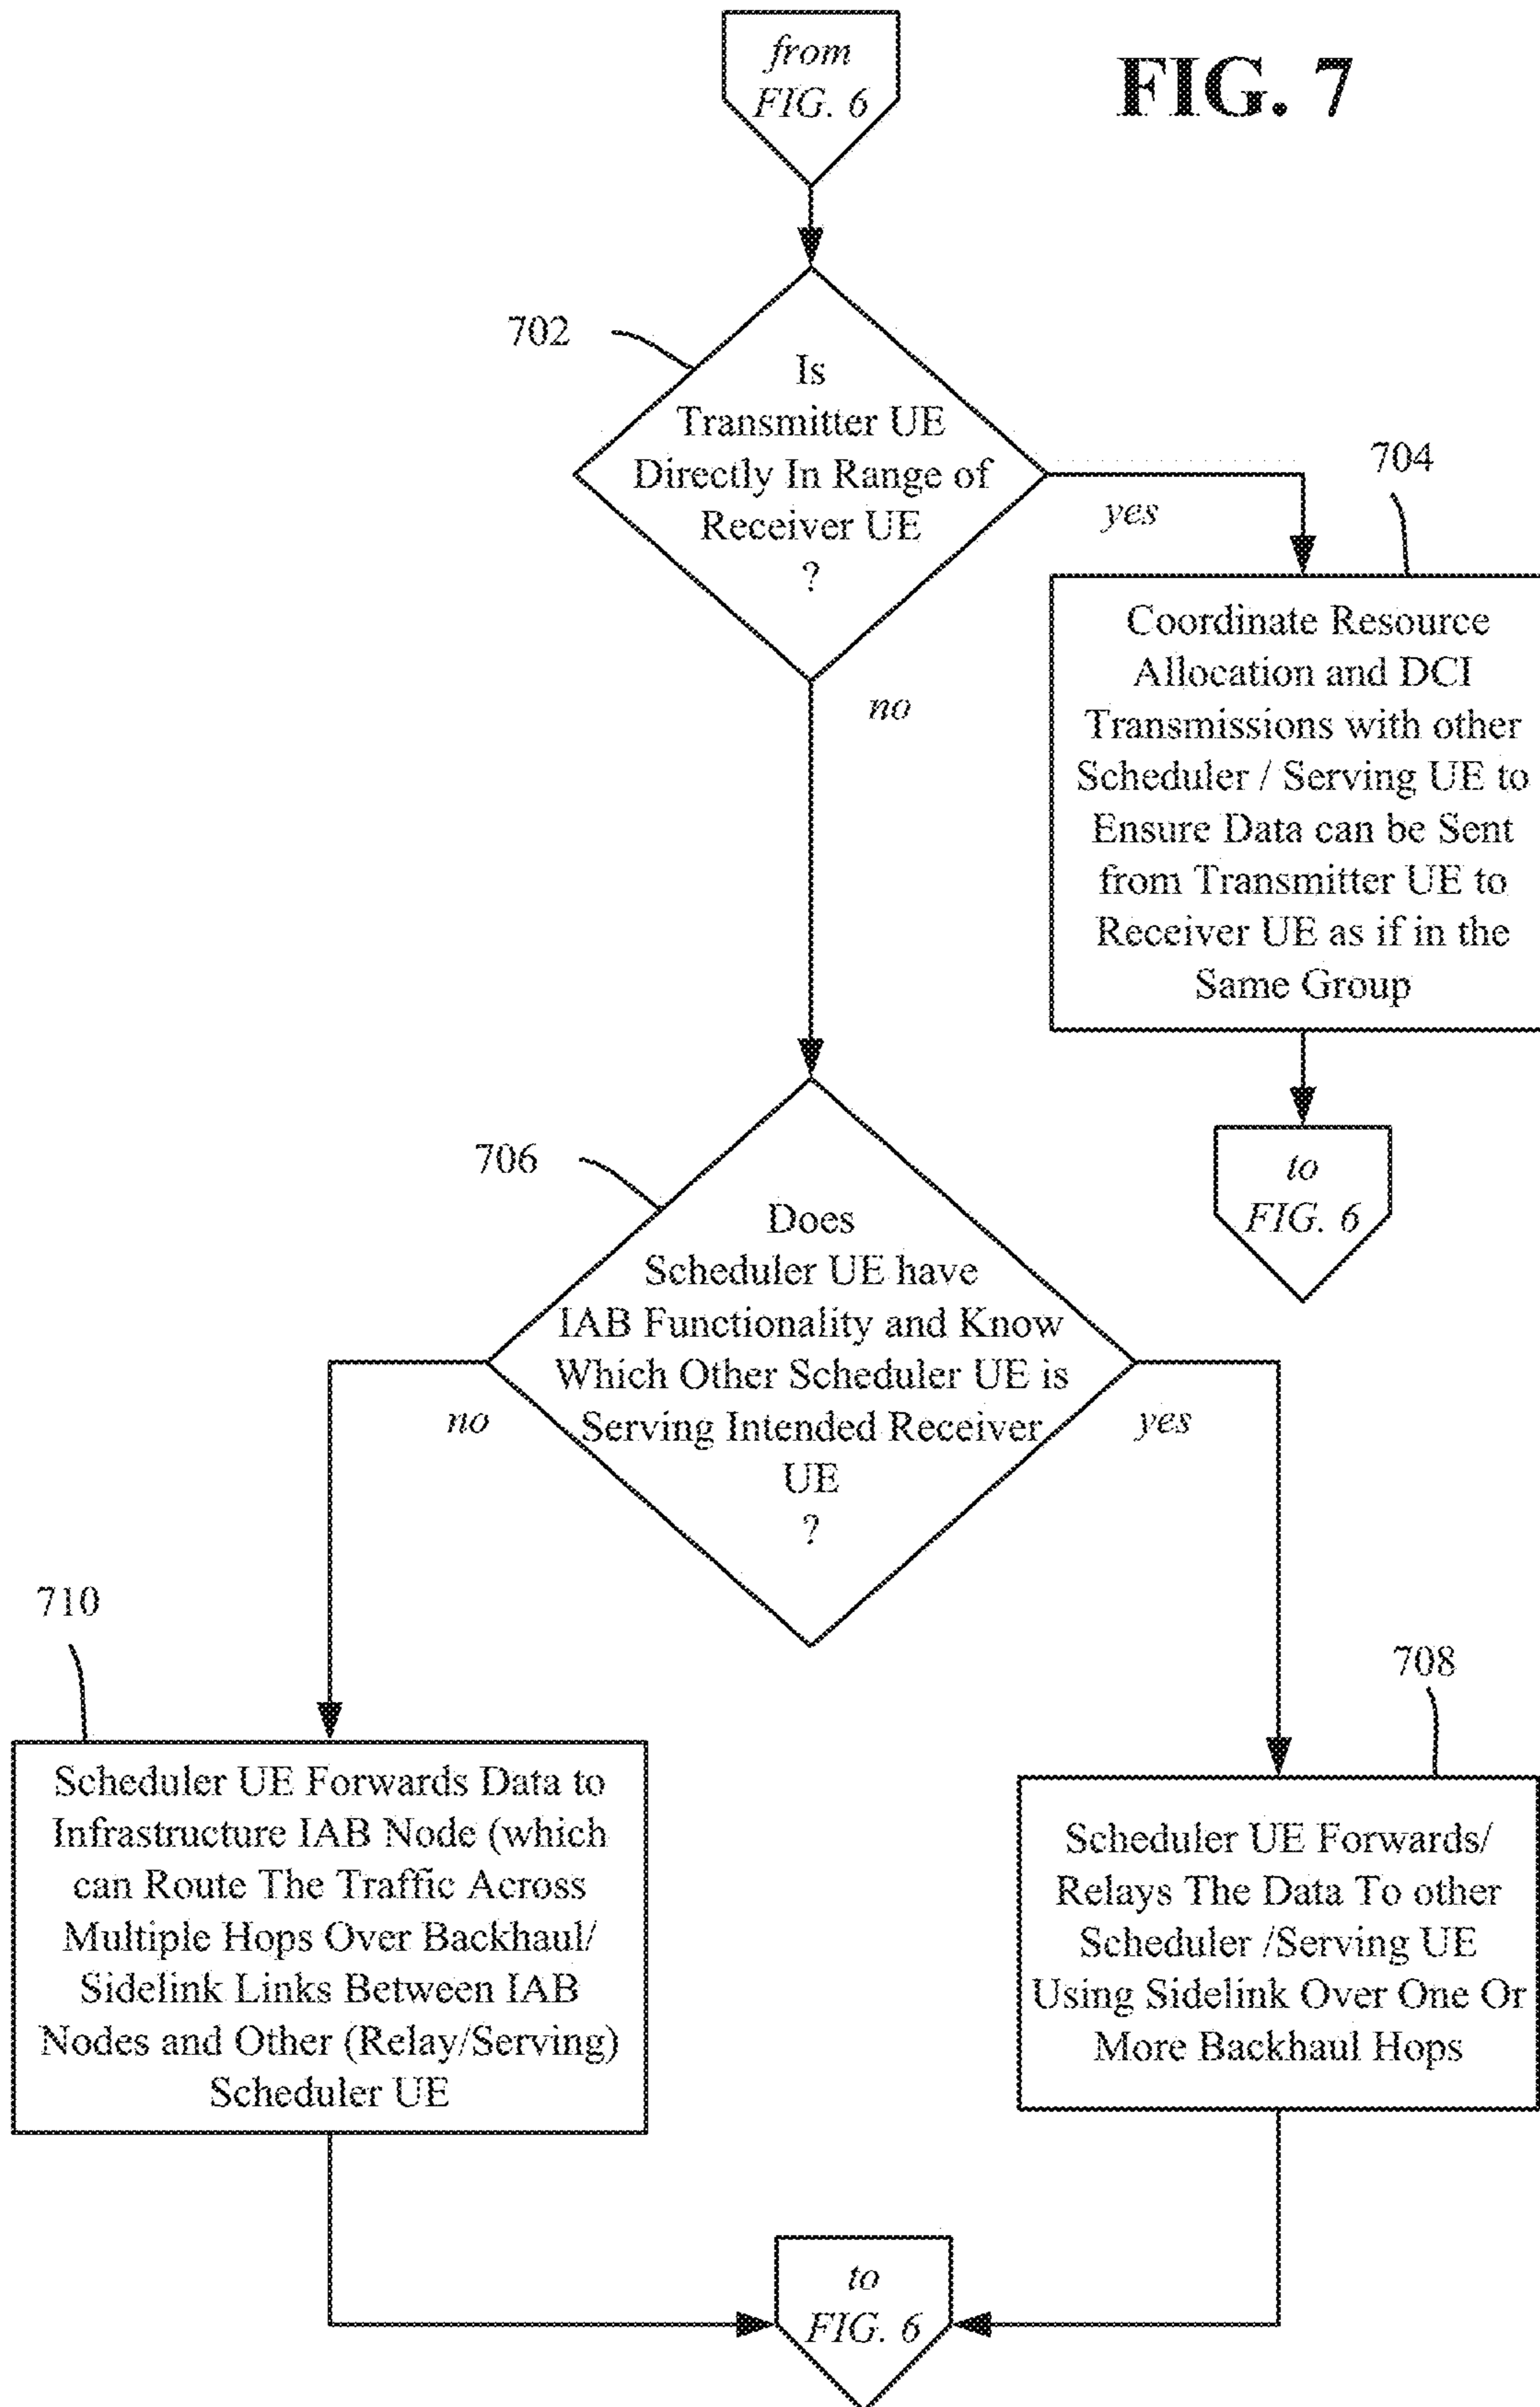 from
FIG. 6
FIG. 7
702
Is
Transmitter UE
Directly In Range of
Receiver UE
?
yes
no
704
Coordinate Resource
Allocation and DCI
Transmissions with other
Scheduler / Serving UE to
Ensure Data can be Sent
from Transmitter UE to
Receiver UE as if in the
Same Group
to
FIG. 6
706
Does
Scheduler UE have
IAB Functionality and Know
Which Other Scheduler UE is
Serving Intended Receiver
UE
?
no
yes
710
Scheduler UE Forwards Data to
Infrastructure IAB Node (which
can Route The Traffic Across
Multiple Hops Over Backhaul/
Sidelink Links Between IAB
Nodes and Other (Relay/Serving)
Scheduler UE
708
Scheduler UE Forwards/
Relays The Data To other
Scheduler /Serving UE
Using Sidelink Over One Or
More Backhaul Hops
to
FIG. 6